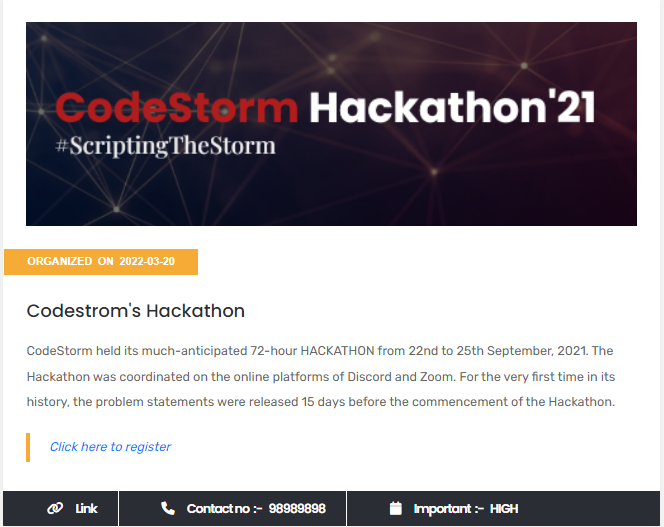 CodeStorm Hackathon'21
#ScriptingTheStorm
ORGANIZED ON 2022-03-20
Codestrom's Hackathon
CodeStorm held its much-anticipated 72-hour HACKATHON from 22nd to 25th September, 2021. The
Hackathon was coordinated on the online platforms of Discord and Zoom. For the very first time in its
history, the problem statements were released 15 days before the commencement of the Hackathon.
Click here to register
Link Contact no :- 98989898 Important :- HIGH